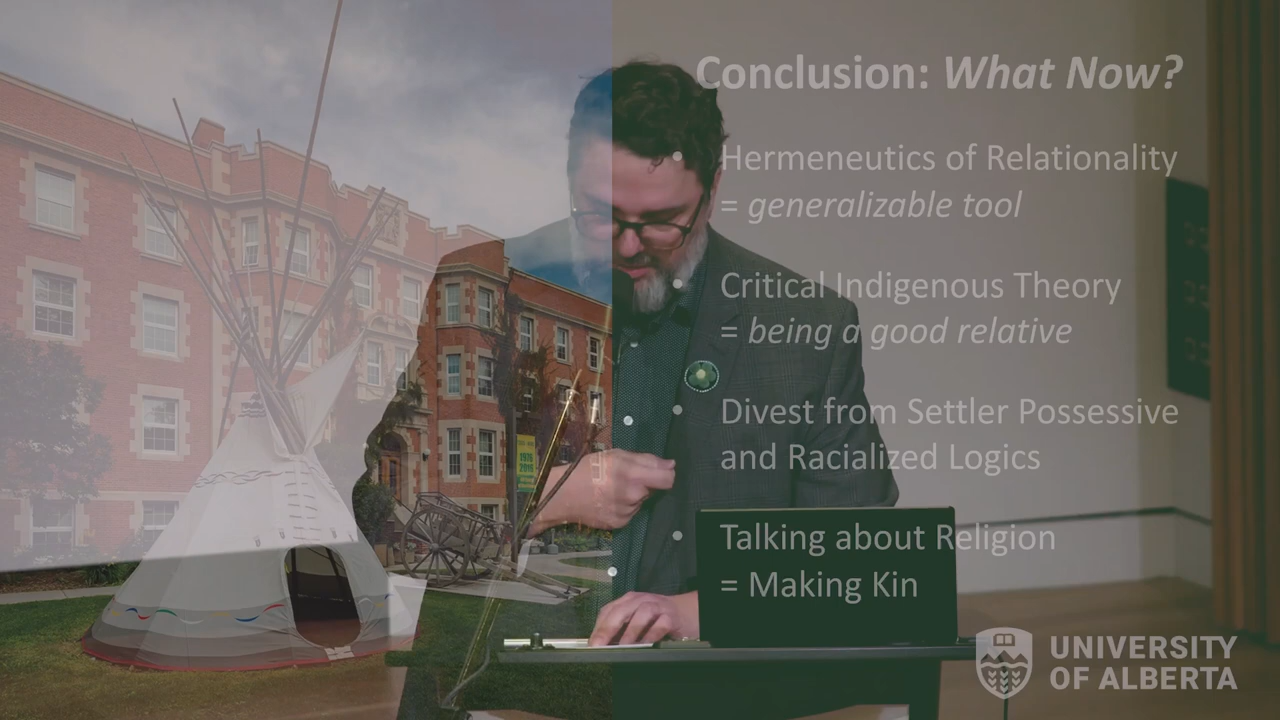 Conclusion: What Now?
• Hermeneutics of Relationality
= generalizable tool
• Critical Indigenous Theory
= being a good relative
• Divest from Settler Possessive
and Racialized Logics
• Talking about Religion
= Making Kin
UNIVERSITY
OF ALBERTA